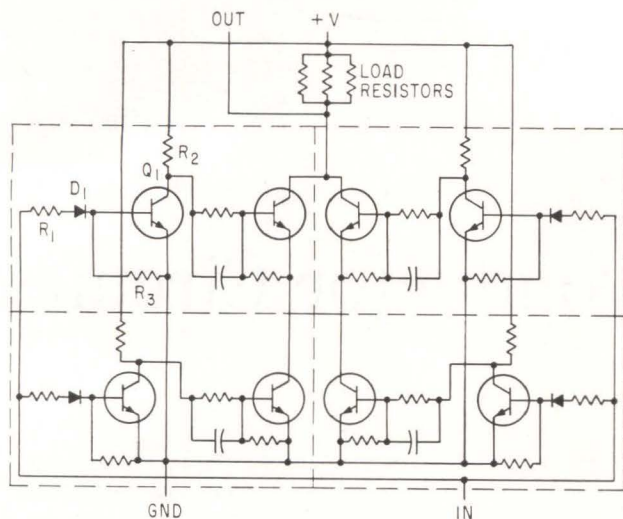 OUT +V
LOAD
RESISTORS
R2
Q1
D1
R1
R3
GND IN